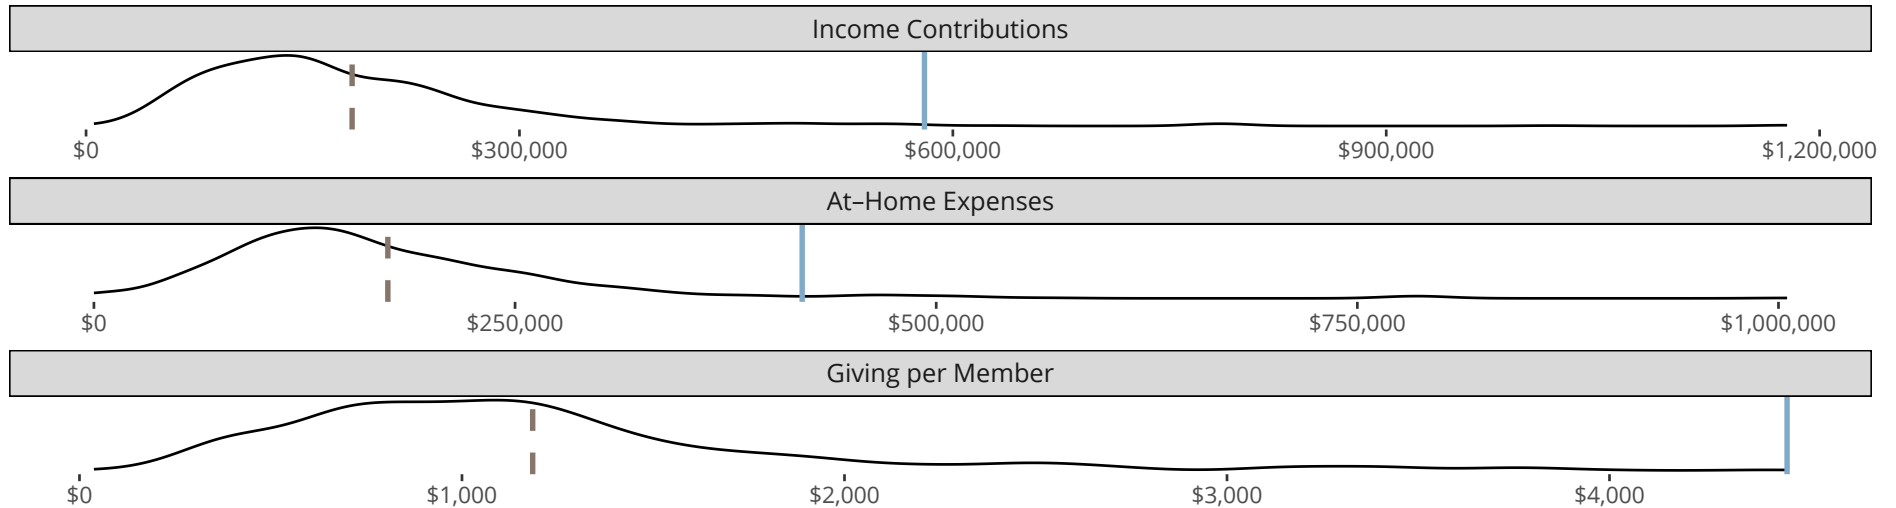 Income Contributions
$0 $300,000 $600,000 $900,000 $1,200,000
At–Home Expenses
$0 $250,000 $500,000 $750,000 $1,000,000
Giving per Member
$0 $1,000 $2,000 $3,000 $4,000